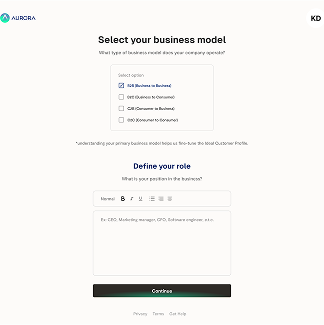 AURORA
KD
Select your business model
What type of business model does your company operate?
Select option
B2B (Business to Business)
B2C (Business to Consumer)
C2B (Consumer to Business)
C2C (Consumer to Consumer)
*understanding your primary business model helps us fine-tune the Ideal Customer Profile.
Define your role
What is your position in the business?
Normal B I U
Ex: CEO, Marketing manager, CFO, Software engineer, etc.
Continue
Privacy Terms Get help